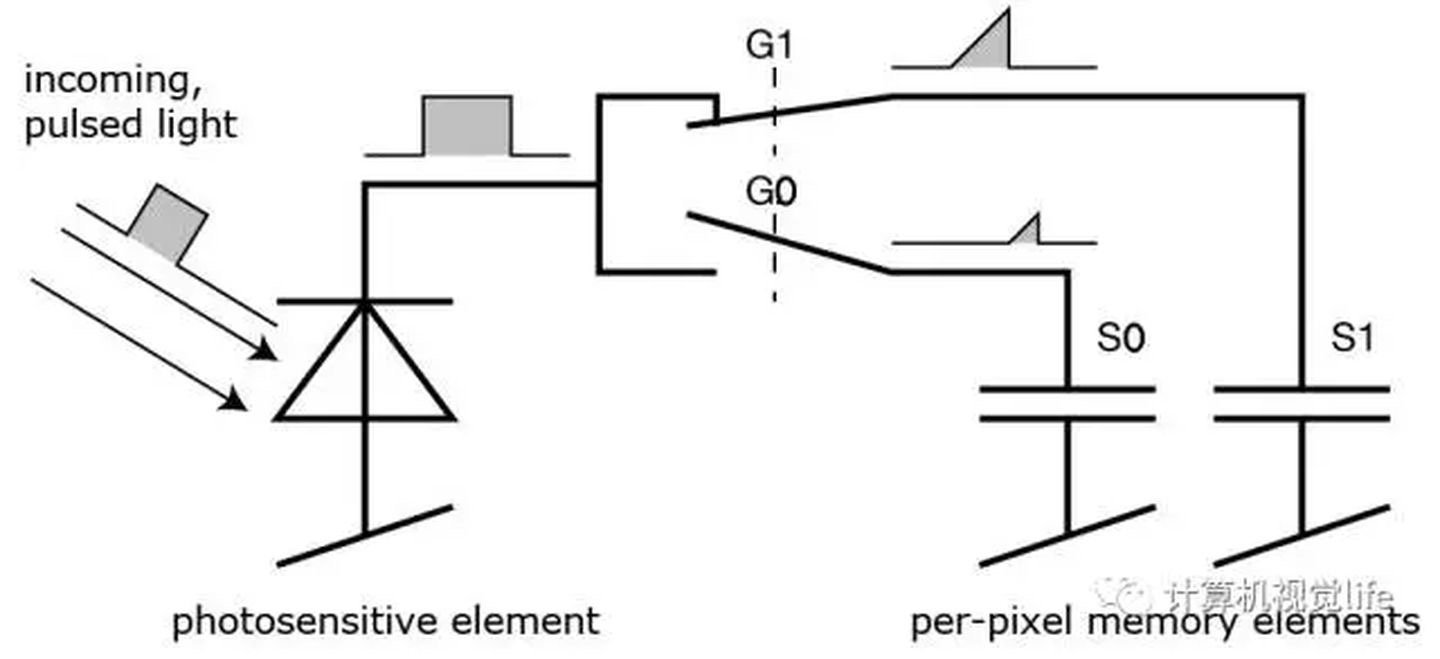 incoming,
pulsed light
G1
G0
S0
S1
photosensitive element
计算机视觉life
per-pixel memory elements